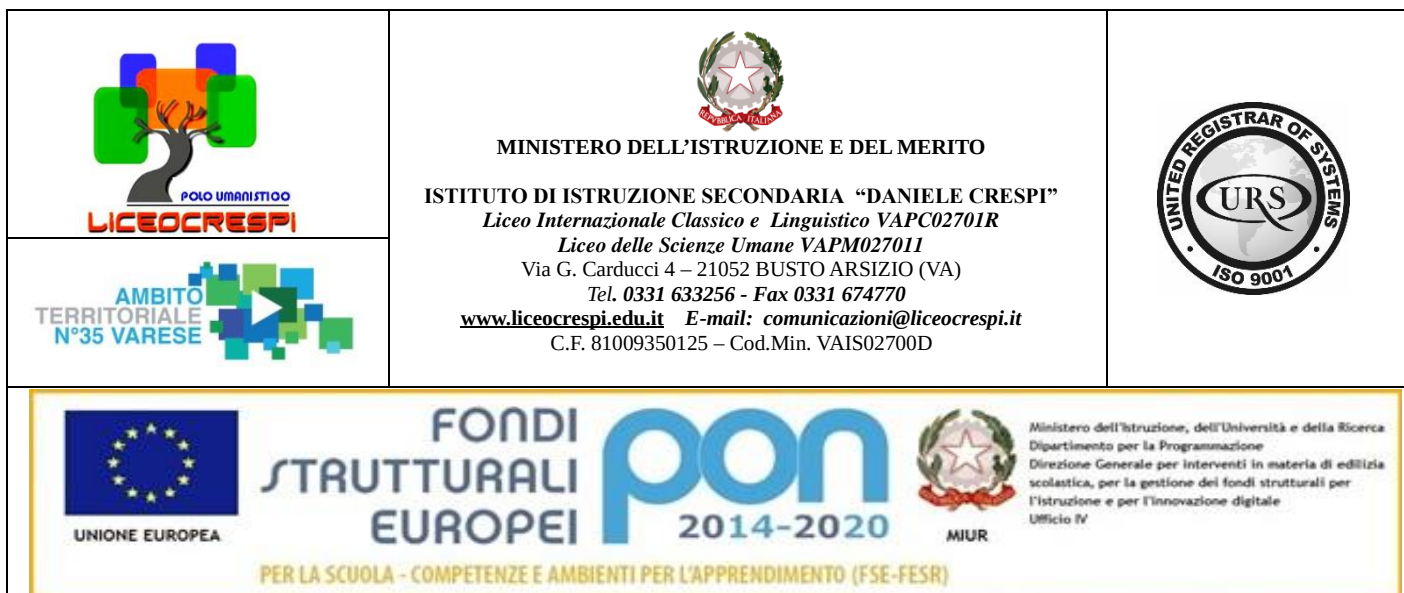 POLO UMANISTICO
LICEOCRESPI
AMBITO
TERRITORIALE
N°35 VARESE
REPVBBLICA ITALIANA
MINISTERO DELL’ISTRUZIONE E DEL MERITO
ISTITUTO DI ISTRUZIONE SECONDARIA “DANIELE CRESPI”
Liceo Internazionale Classico e Linguistico VAPC02701R
Liceo delle Scienze Umane VAPM027011
Via G. Carducci 4 – 21052 BUSTO ARSIZIO (VA)
Tel. 0331 633256 - Fax 0331 674770
www.liceocrespi.edu.it E-mail: comunicazioni@liceocrespi.it
C.F. 81009350125 – Cod.Min. VAIS02700D
UNITED REGISTRAR OF SYSTEMS
URS
ISO 9001
UNIONE EUROPEA
FONDI
STRUTTURALI
EUROPEI
pon
2014-2020
MIUR
Ministero dell'Istruzione, dell'Università e della Ricerca
Dipartimento per la Programmazione
Direzione Generale per interventi in materia di edilizia
scolastica, per la gestione dei fondi strutturali per
l'istruzione e per l'innovazione digitale
Ufficio IV
PER LA SCUOLA - COMPETENZE E AMBIENTI PER L'APPRENDIMENTO (FSE-FESR)